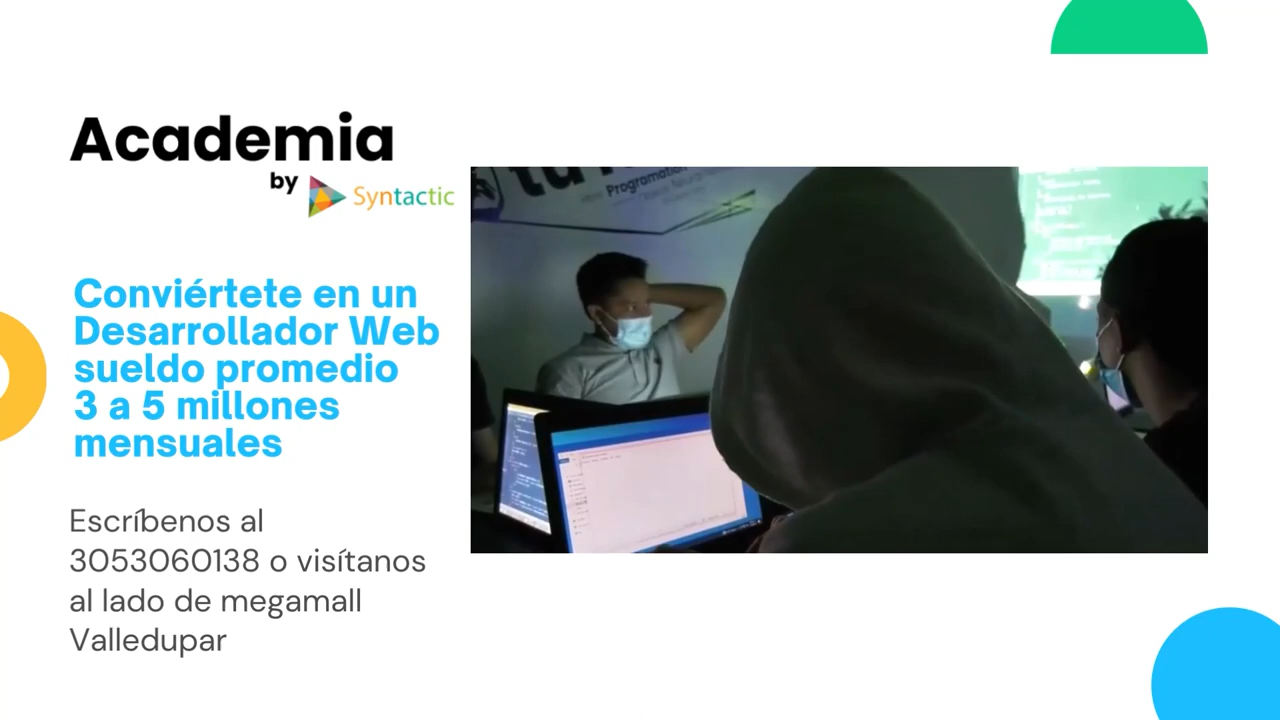 Academia
by Syntactic
Conviértete en un
Desarrollador Web
sueldo promedio
3 a 5 millones
mensuales
Escríbenos al
3053060138 o visítanos
al lado de megamall
Valledupar